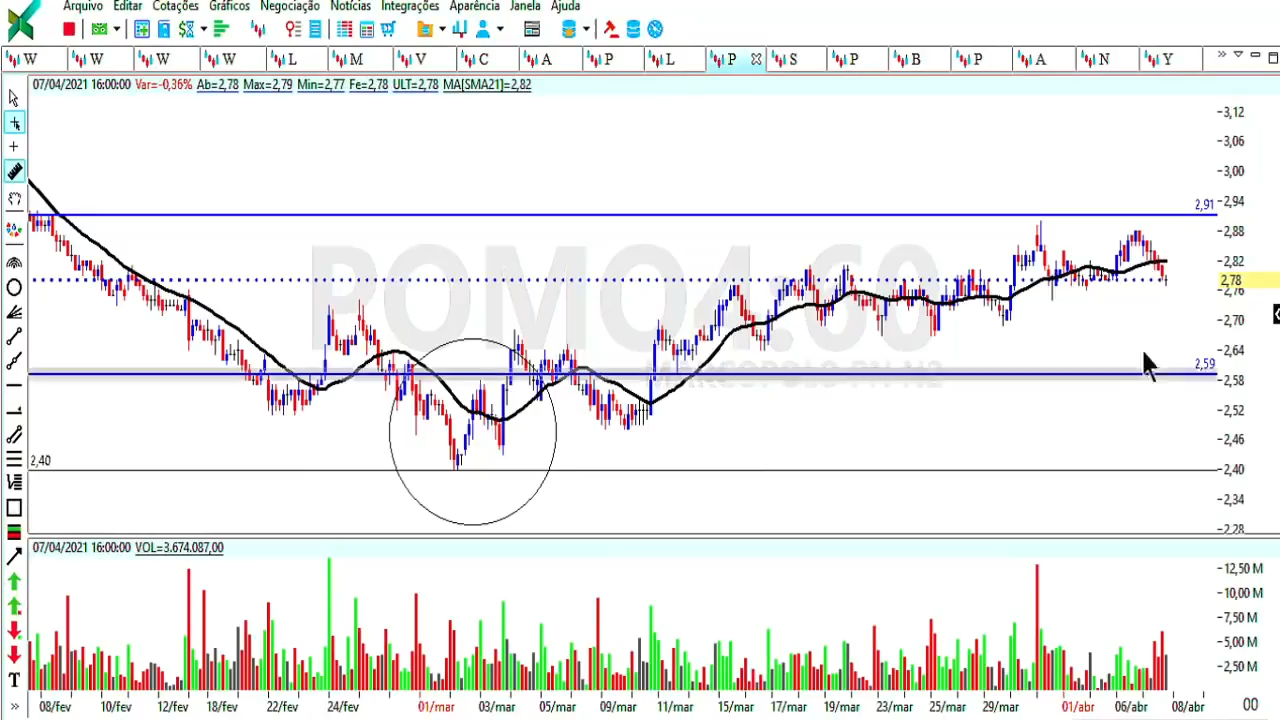 Arquivo Editar Cotações Gráficos Negociação Notícias Integrações Aparência Janela Ajuda
W W W W L M V C A P L P S P B P A N Y
07/04/2021 16:00:00 Var=-0,36% Ab=2,78 Max=2,79 Min=2,77 Fe=2,78 ULT=2,78 MA[SMA21]=2,82
3,12
3,06
3,00
2,91
2,94
2,88
POMO4:60
2,82
2,78
2,76
2,70
2,64
2,59
MARCOPOLO PN N2
2,58
2,52
2,46
2,40
2,40
2,34
2,28
07/04/2021 16:00:00 VOL=3.674.087,00
12,50 M
10,00 M
7,50 M
5,00 M
2,50 M
T
08/fev 10/fev 12/fev 18/fev 22/fev 24/fev 01/mar 03/mar 05/mar 09/mar 11/mar 15/mar 17/mar 19/mar 23/mar 25/mar 29/mar 01/abr 06/abr 08/abr 00